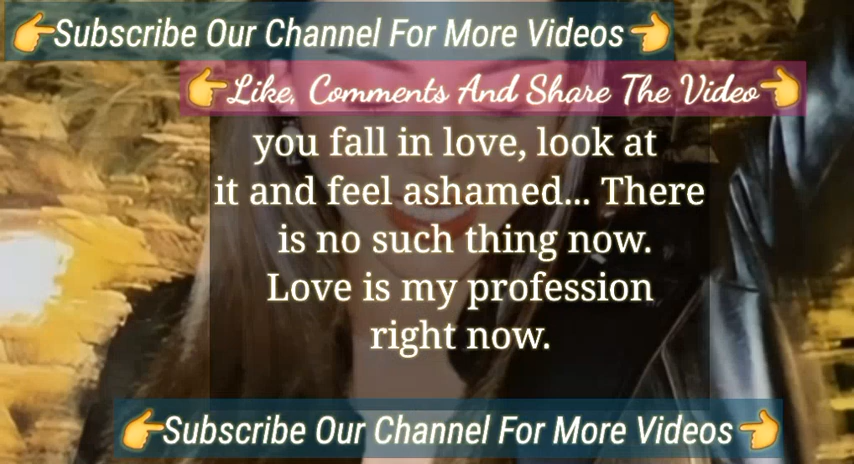 👉Subscribe Our Channel For More Videos👈
👉Like, Comments And Share The Video👈
you fall in love, look at
it and feel ashamed... There
is no such thing now.
Love is my profession
right now.
👉Subscribe Our Channel For More Videos👈